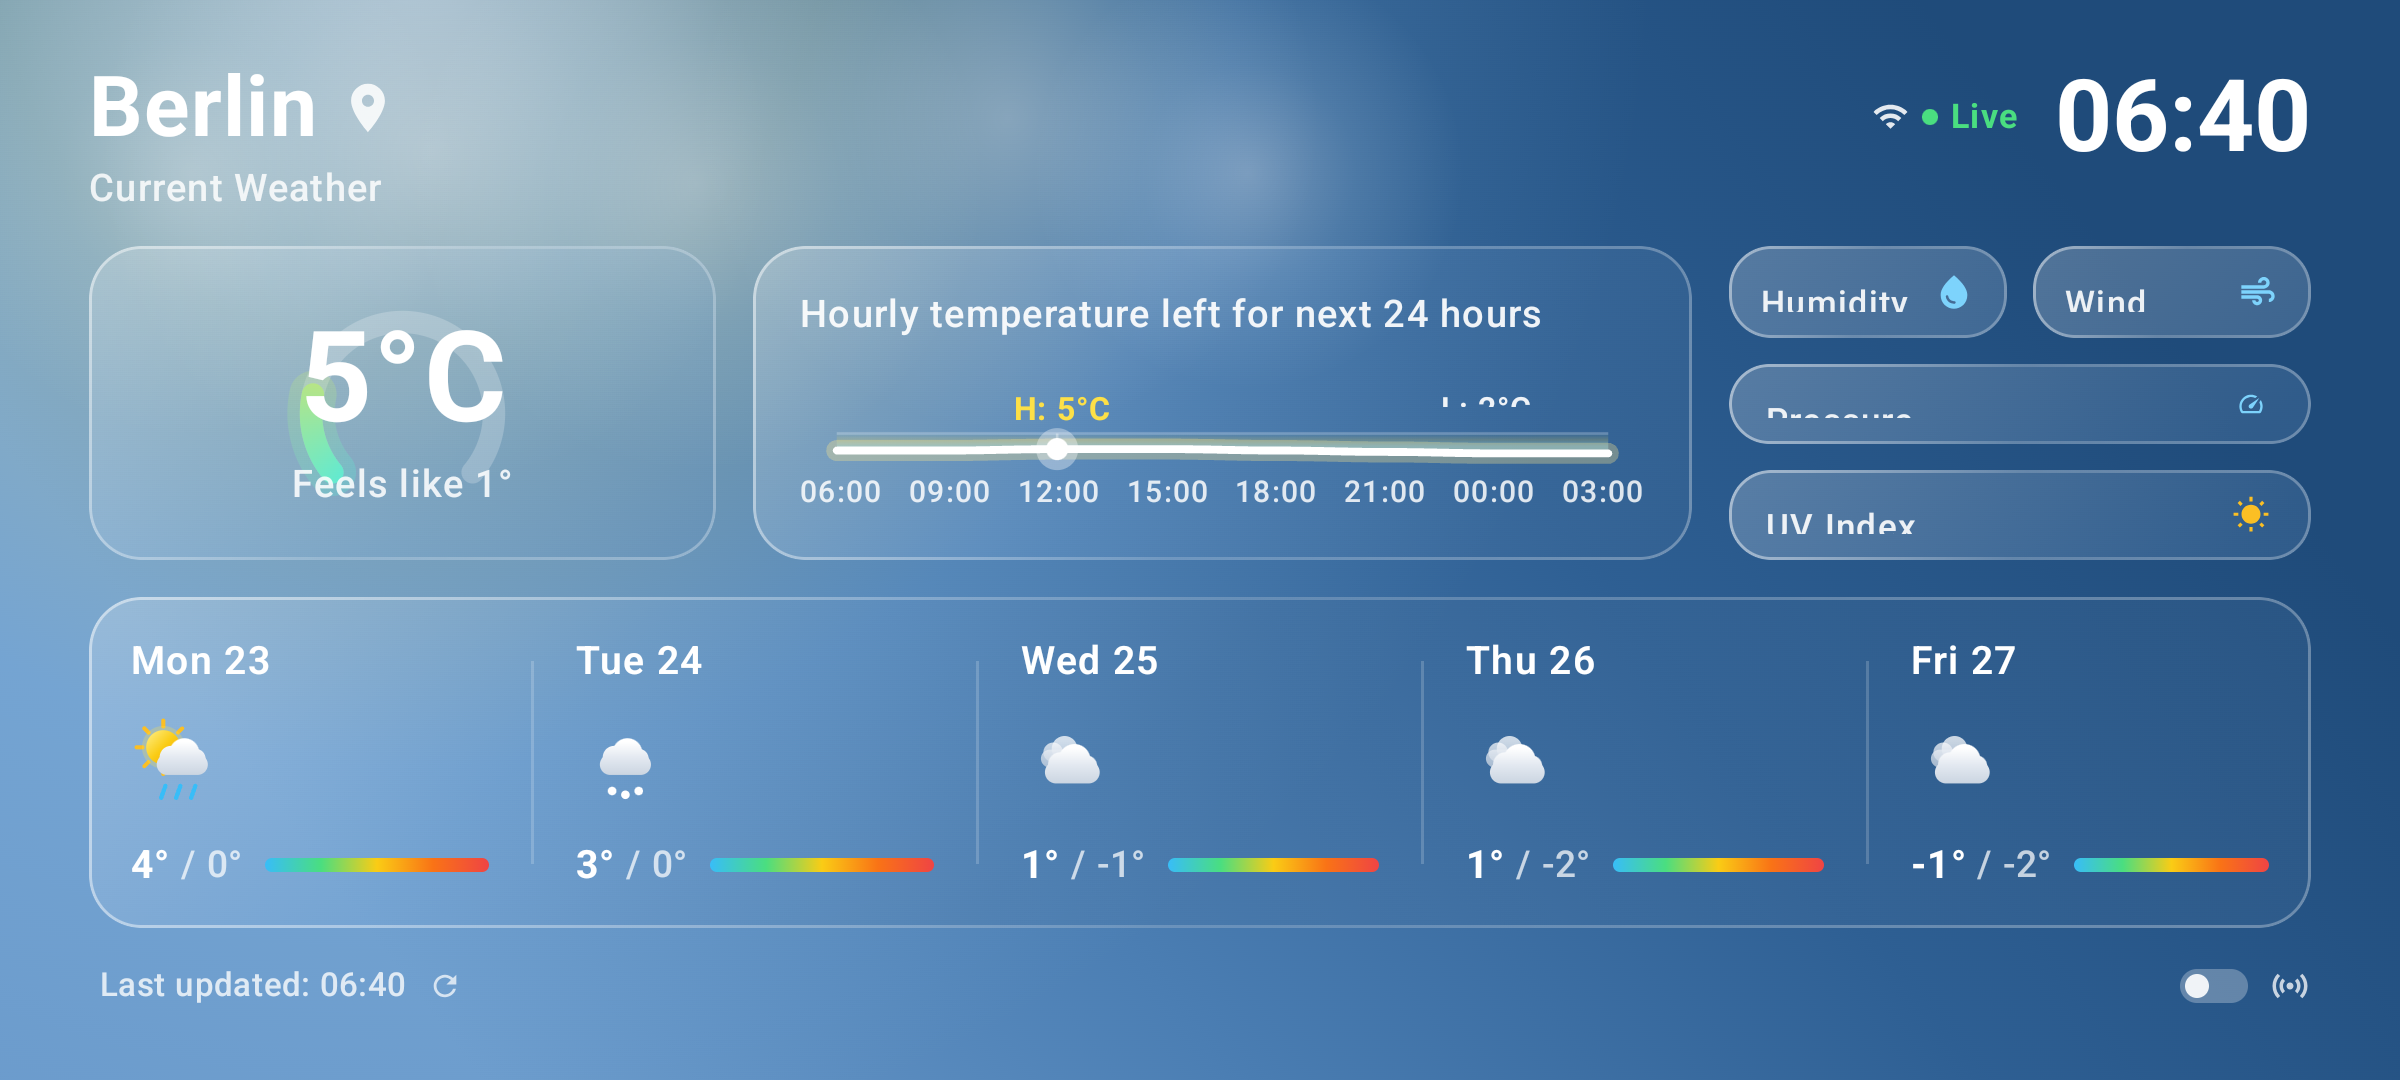 Berlin
Current Weather
Live
06:40
5°C
Feels like 1°
Hourly temperature left for next 24 hours
H: 5°C
06:00 09:00 12:00 15:00 18:00 21:00 00:00 03:00
Humidity
Wind
Pressure
UV Index
Mon 23
4° / 0°
Tue 24
3° / 0°
Wed 25
1° / -1°
Thu 26
1° / -2°
Fri 27
-1° / -2°
Last updated: 06:40